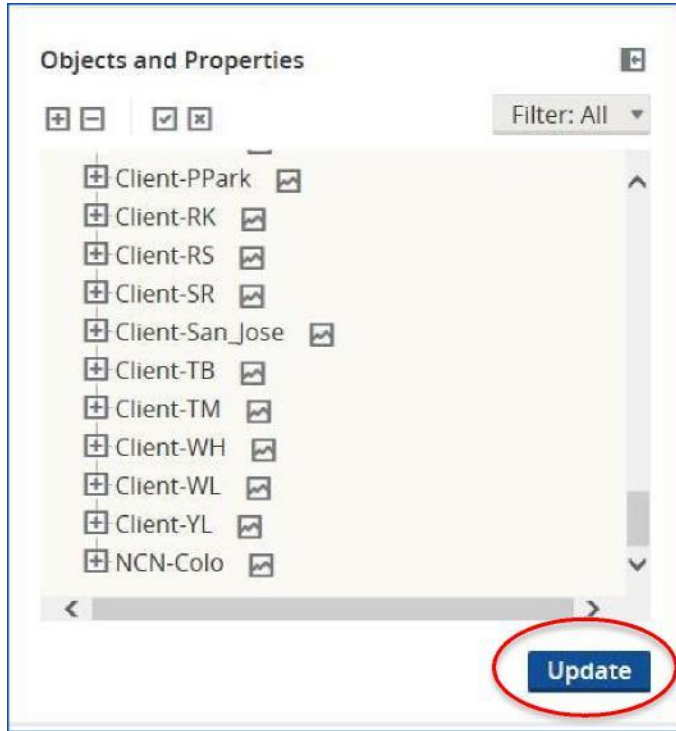 Objects and Properties
Filter: All
Client-PPark
Client-RK
Client-RS
Client-SR
Client-San_Jose
Client-TB
Client-TM
Client-WH
Client-WL
Client-YL
NCN-Colo
Update